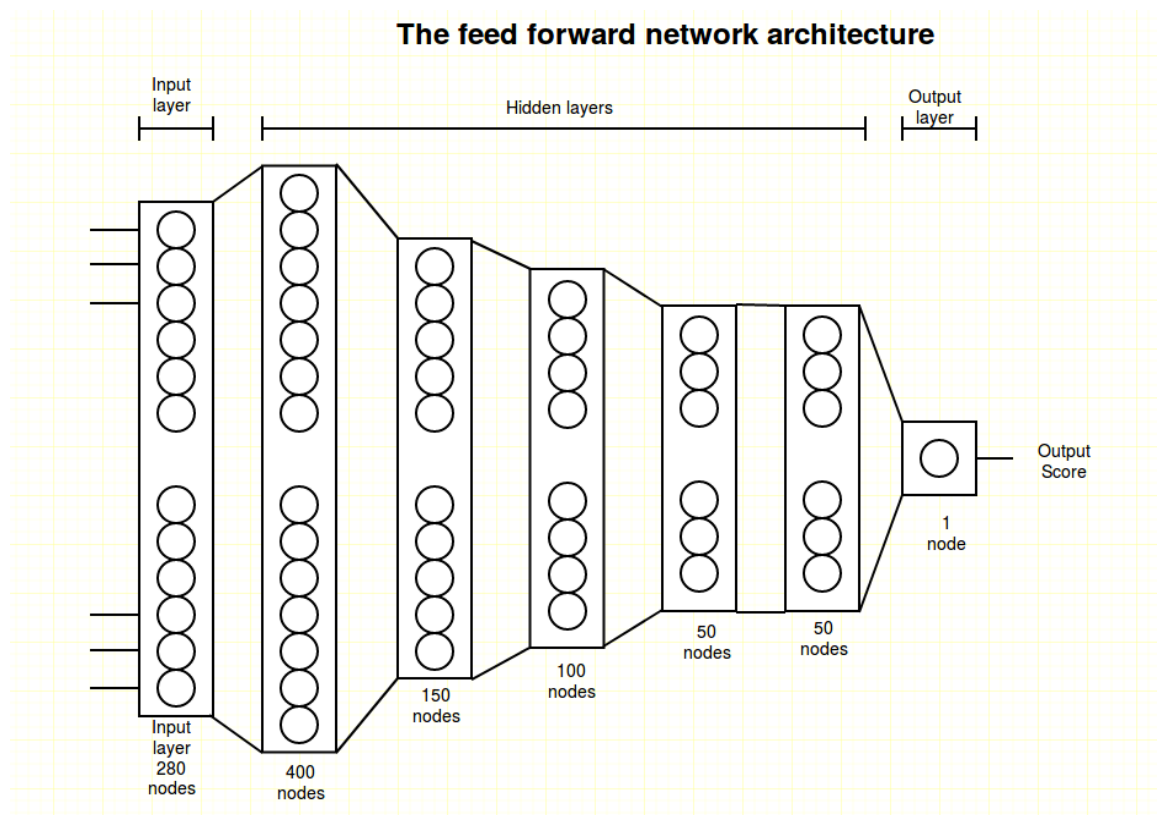 The feed forward network architecture
Input
layer
Hidden layers
Output
layer
Output
Score
1
node
50
nodes
50
nodes
100
nodes
150
nodes
Input
layer
280
nodes
400
nodes